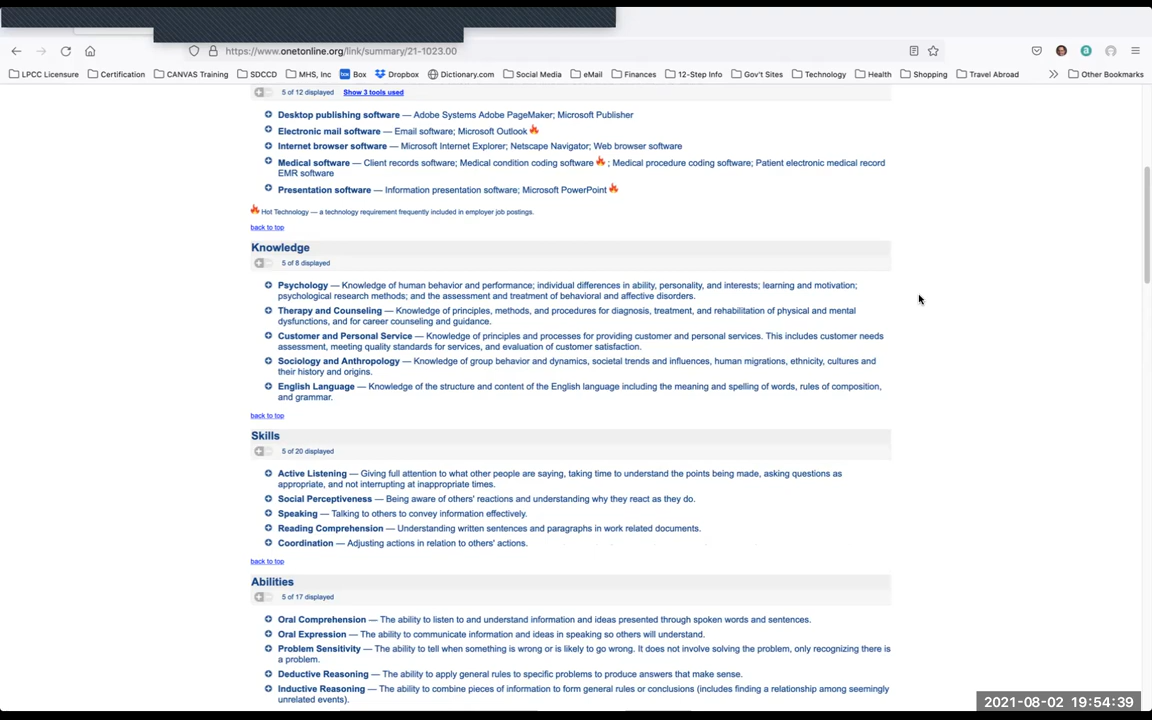 https://www.onetonline.org/link/summary/21-1023.00
LPCC Licensure Certification CANVAS Training SDCCD MHS, Inc Box Dropbox Dictionary.com Social Media eMail Finances 12-Step Info Gov't Sites Technology Health Shopping Travel Abroad Other Bookmarks
5 of 12 displayed Show 3 tools used
Desktop publishing software — Adobe Systems Adobe PageMaker; Microsoft Publisher
Electronic mail software — Email software; Microsoft Outlook
Internet browser software — Microsoft Internet Explorer; Netscape Navigator; Web browser software
Medical software — Client records software; Medical condition coding software ; Medical procedure coding software; Patient electronic medical record
EMR software
Presentation software — Information presentation software; Microsoft PowerPoint
Hot Technology — a technology requirement frequently included in employer job postings.
back to top
Knowledge
5 of 8 displayed
Psychology — Knowledge of human behavior and performance; individual differences in ability, personality, and interests; learning and motivation;
psychological research methods; and the assessment and treatment of behavioral and affective disorders.
Therapy and Counseling — Knowledge of principles, methods, and procedures for diagnosis, treatment, and rehabilitation of physical and mental
dysfunctions, and for career counseling and guidance.
Customer and Personal Service — Knowledge of principles and processes for providing customer and personal services. This includes customer needs
assessment, meeting quality standards for services, and evaluation of customer satisfaction.
Sociology and Anthropology — Knowledge of group behavior and dynamics, societal trends and influences, human migrations, ethnicity, cultures and
their history and origins.
English Language — Knowledge of the structure and content of the English language including the meaning and spelling of words, rules of composition,
and grammar.
back to top
Skills
5 of 20 displayed
Active Listening — Giving full attention to what other people are saying, taking time to understand the points being made, asking questions as
appropriate, and not interrupting at inappropriate times.
Social Perceptiveness — Being aware of others' reactions and understanding why they react as they do.
Speaking — Talking to others to convey information effectively.
Reading Comprehension — Understanding written sentences and paragraphs in work related documents.
Coordination — Adjusting actions in relation to others' actions.
back to top
Abilities
5 of 17 displayed
Oral Comprehension — The ability to listen to and understand information and ideas presented through spoken words and sentences.
Oral Expression — The ability to communicate information and ideas in speaking so others will understand.
Problem Sensitivity — The ability to tell when something is wrong or is likely to go wrong. It does not involve solving the problem, only recognizing there is
a problem.
Deductive Reasoning — The ability to apply general rules to specific problems to produce answers that make sense.
Inductive Reasoning — The ability to combine pieces of information to form general rules or conclusions (includes finding a relationship among seemingly
unrelated events).
2021-08-02 19:54:39